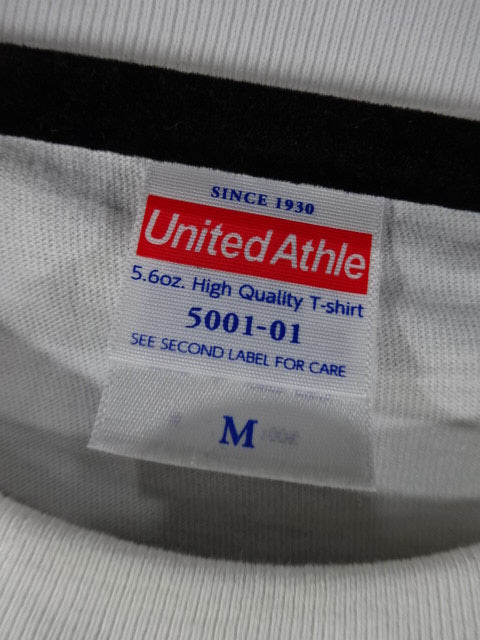 SINCE 1930
United Athle
5.6oz. High Quality T-shirt
5001-01
SEE SECOND LABEL FOR CARE
M